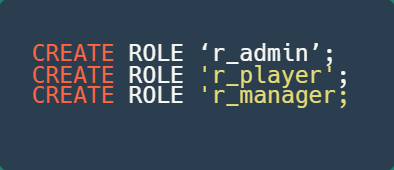 CREATE ROLE ‘r_admin’;
CREATE ROLE 'r_player';
CREATE ROLE 'r_manager;